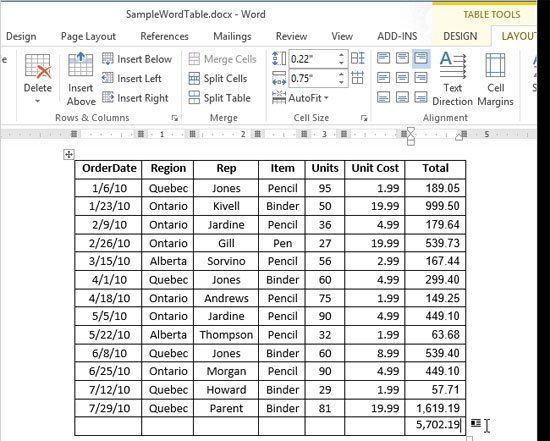 SampleWordTable.docx - Word
TABLE TOOLS
Design Page Layout References Mailings Review View ADD-INS DESIGN LAYOU
Delete
Insert Above
Insert Below
Insert Left
Insert Right
Rows & Columns
Merge Cells
Split Cells
Split Table
Merge
0.22"
0.75"
AutoFit
Cell Size
Text Direction
Cell Margins
Alignment
1 2 3 4 5
OrderDate Region Rep Item Units Unit Cost Total
1/6/10 Quebec Jones Pencil 95 1.99 189.05
1/23/10 Ontario Kivell Binder 50 19.99 999.50
2/9/10 Ontario Jardine Pencil 36 4.99 179.64
2/26/10 Ontario Gill Pen 27 19.99 539.73
3/15/10 Alberta Sorvino Pencil 56 2.99 167.44
4/1/10 Quebec Jones Binder 60 4.99 299.40
4/18/10 Ontario Andrews Pencil 75 1.99 149.25
5/5/10 Ontario Jardine Pencil 90 4.99 449.10
5/22/10 Alberta Thompson Pencil 32 1.99 63.68
6/8/10 Quebec Jones Binder 60 8.99 539.40
6/25/10 Ontario Morgan Pencil 90 4.99 449.10
7/12/10 Quebec Howard Binder 29 1.99 57.71
7/29/10 Quebec Parent Binder 81 19.99 1,619.19
5,702.19